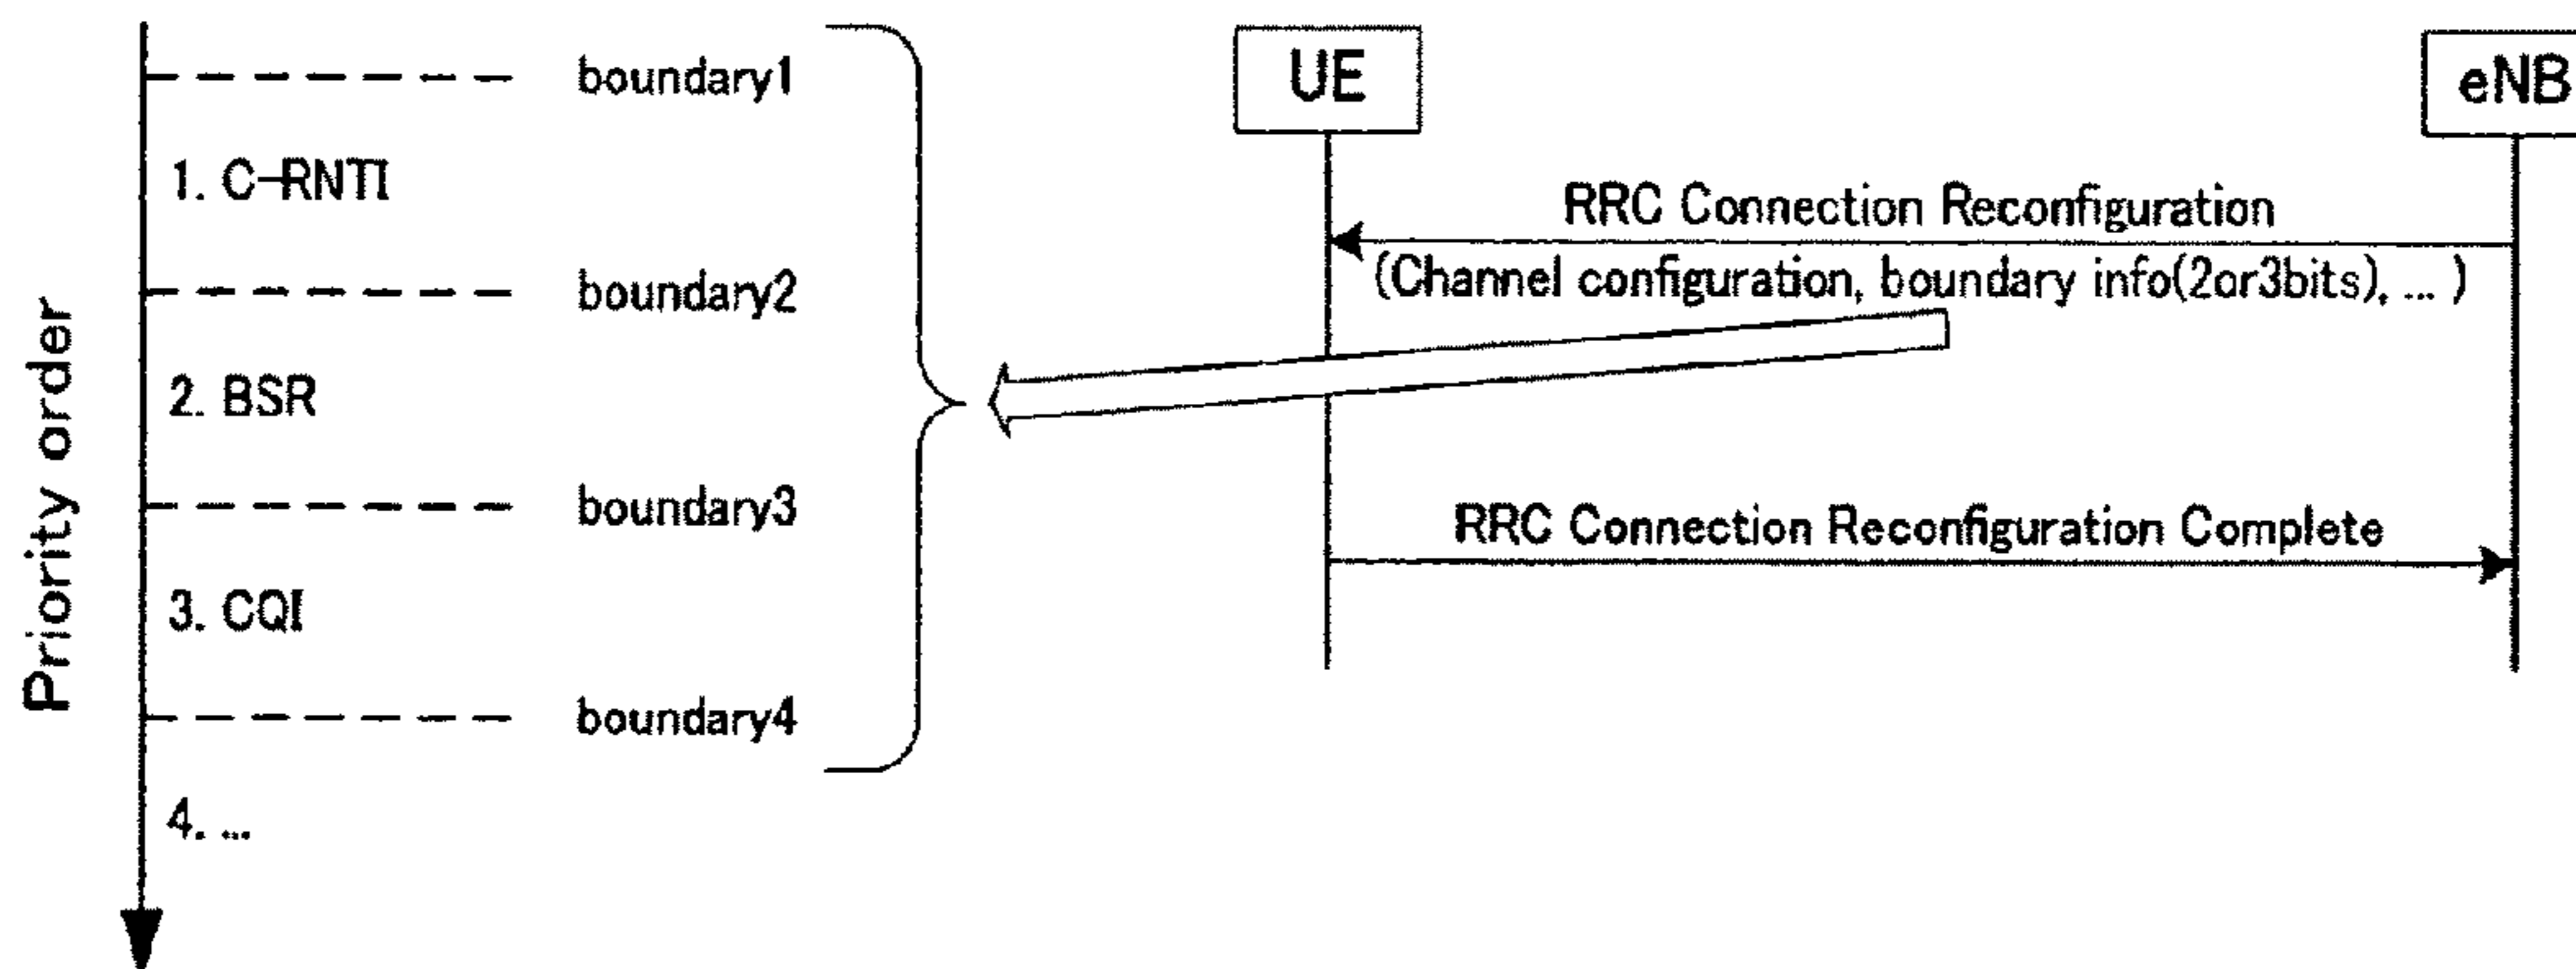 Priority order
boundary1
1. C-RNTI
boundary2
2. BSR
boundary3
3. CQI
boundary4
4. ...
UE
eNB
RRC Connection Reconfiguration
(Channel configuration, boundary info(2or3bits), ... )
RRC Connection Reconfiguration Complete